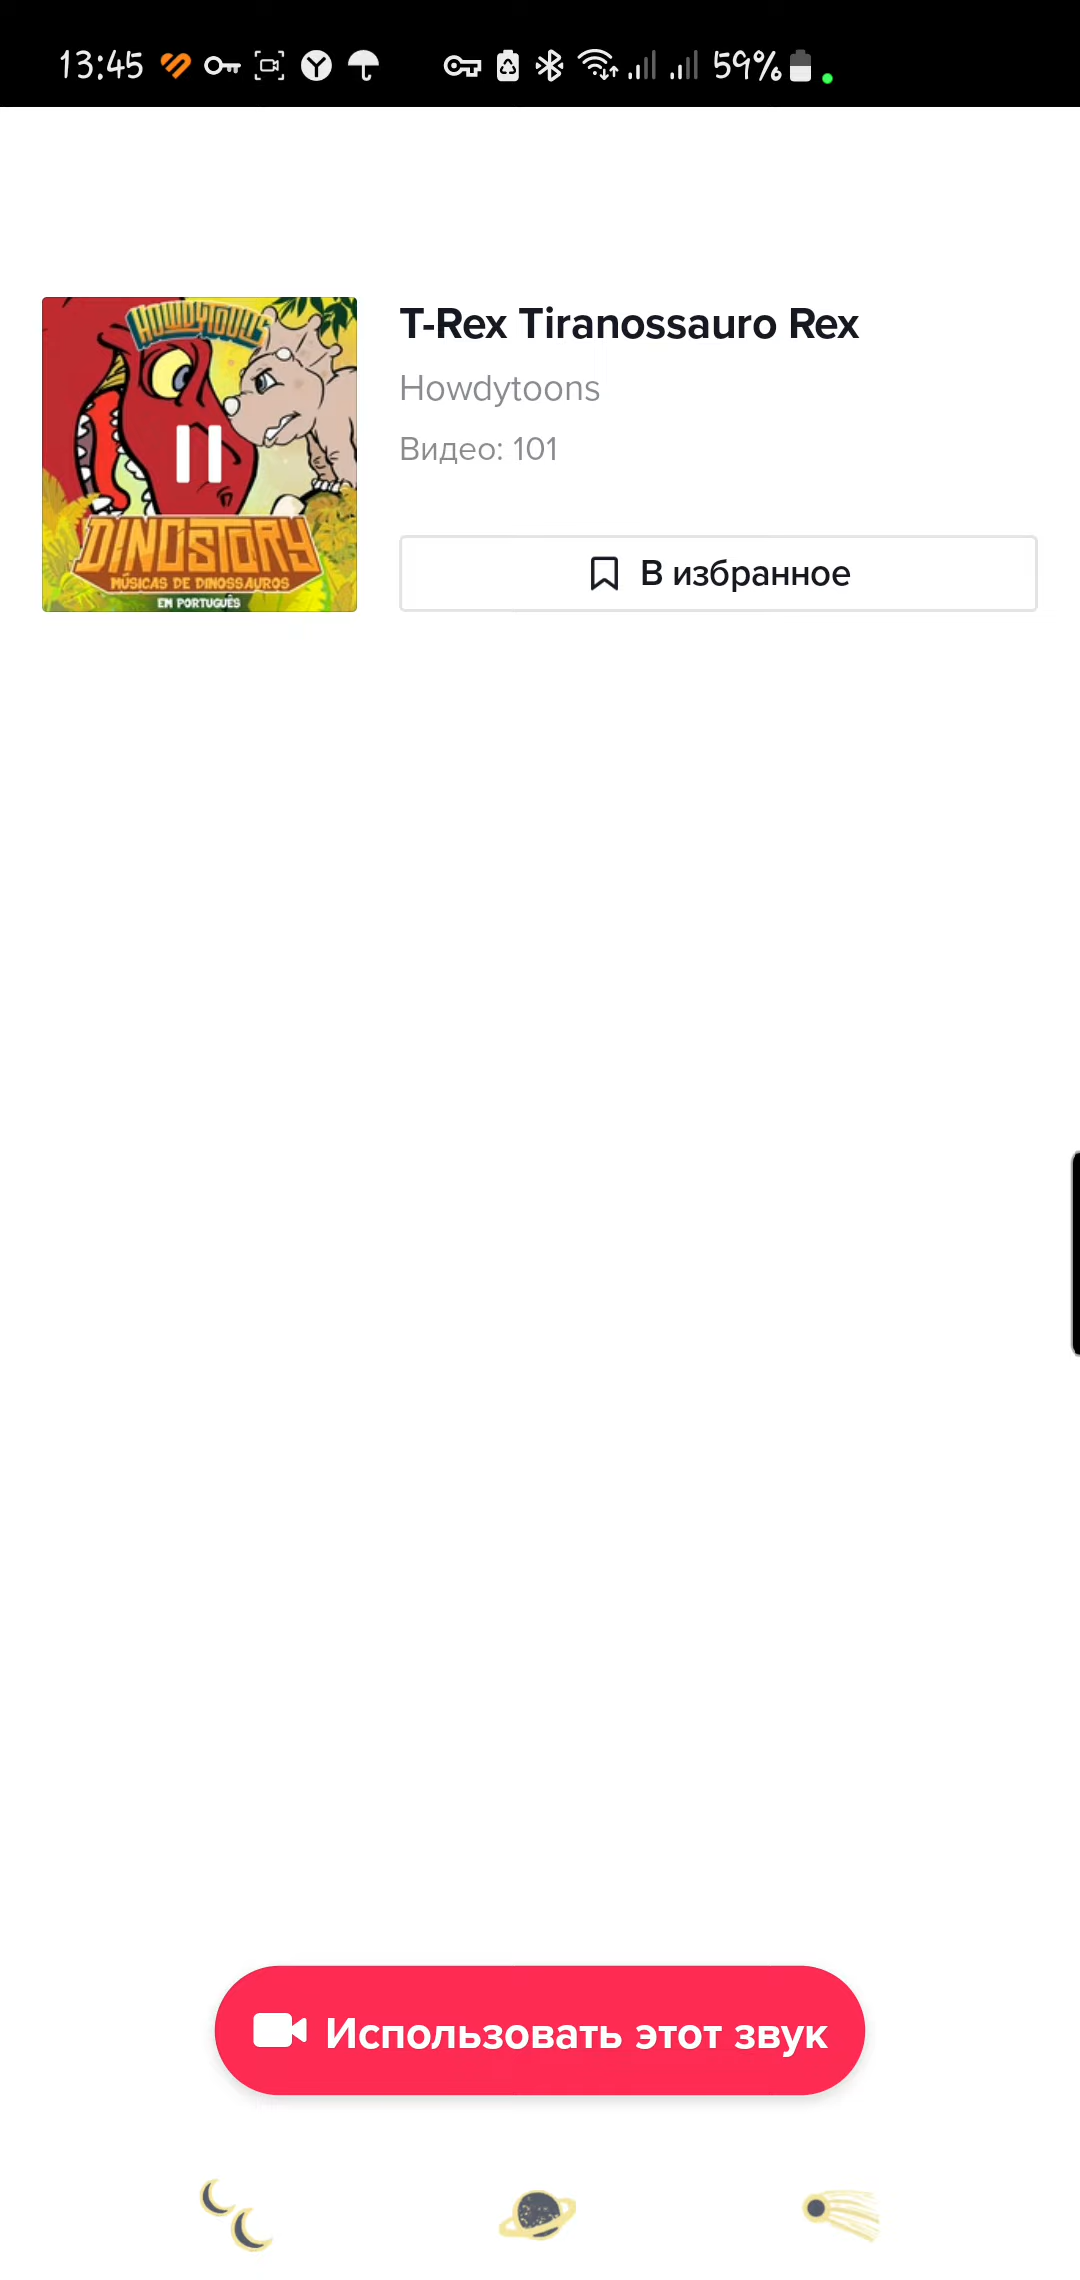 13:45
59%
HOWDYTOONS
DINOSTORY
MÚSICAS DE DINOSSAUROS
EM PORTUGUÊS
T-Rex Tiranossauro Rex
Howdytoons
Видео: 101
В избранное
Использовать этот звук